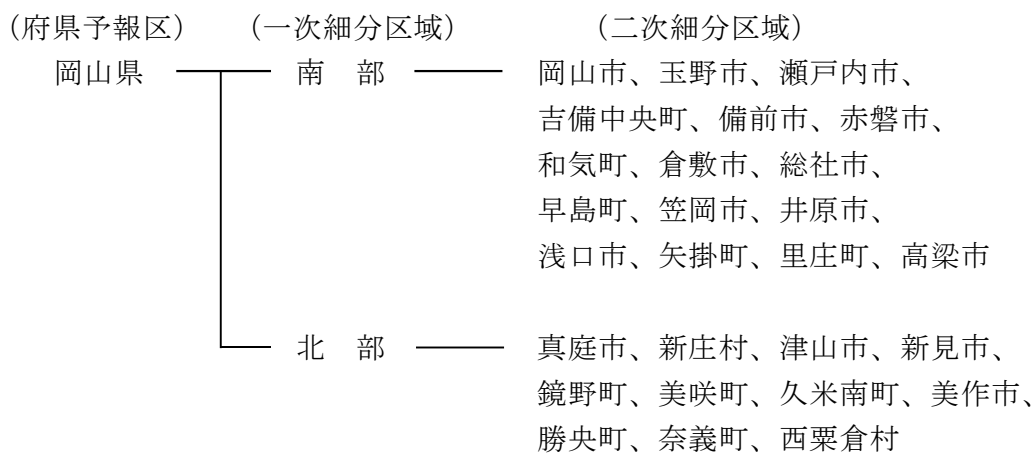 (府県予報区) (一次細分区域) (二次細分区域)
岡山県 南 部 岡山市、玉野市、瀬戸内市、
吉備中央町、備前市、赤磐市、
和気町、倉敷市、総社市、
早島町、笠岡市、井原市、
浅口市、矢掛町、里庄町、高梁市
北 部 真庭市、新庄村、津山市、新見市、
鏡野町、美咲町、久米南町、美作市、
勝央町、奈義町、西粟倉村